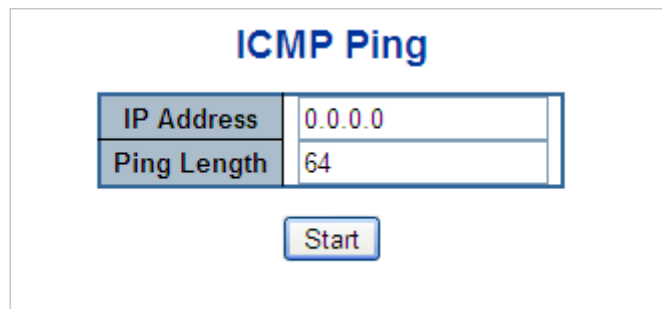 ICMP Ping
IP Address 0.0.0.0
Ping Length 64
Start